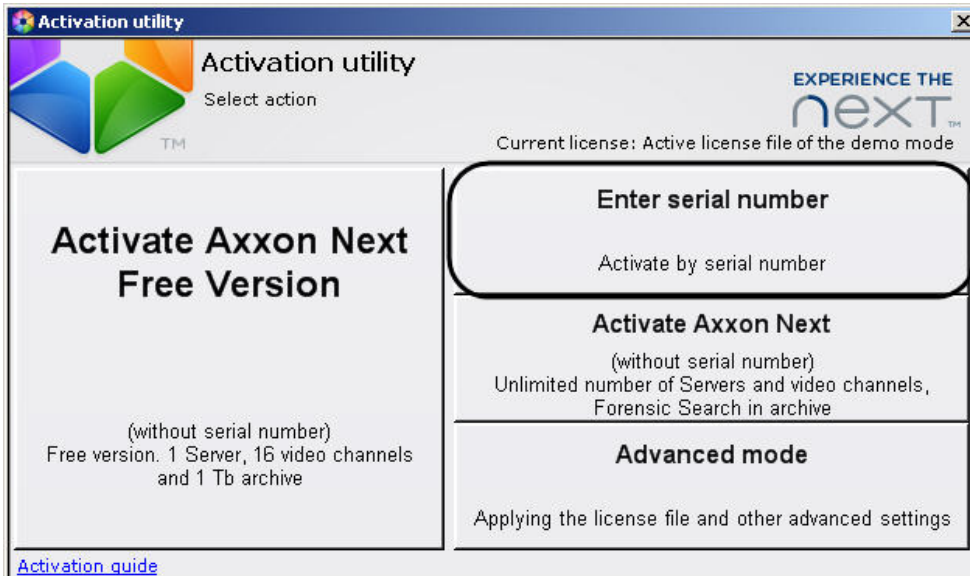 Activation utility
Activation utility
Select action
TM
EXPERIENCE THE
next TM
Current license: Active license file of the demo mode
Activate Axxon Next
Free Version
(without serial number)
Free version. 1 Server, 16 video channels
and 1 Tb archive
Enter serial number
Activate by serial number
Activate Axxon Next
(without serial number)
Unlimited number of Servers and video channels,
Forensic Search in archive
Advanced mode
Applying the license file and other advanced settings
Activation guide